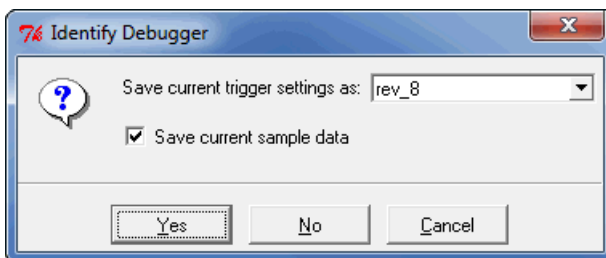 Identify Debugger
Save current trigger settings as: rev_8
Save current sample data
Yes No Cancel